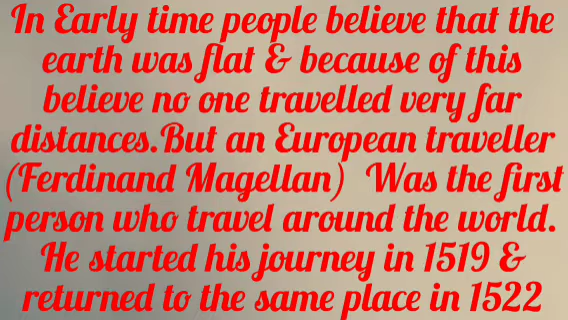 In Early time people believe that the
earth was flat & because of this
believe no one travelled very far
distances.But an European traveller
(Ferdinand Magellan) Was the first
person who travel around the world.
He started his journey in 1519 &
returned to the same place in 1522